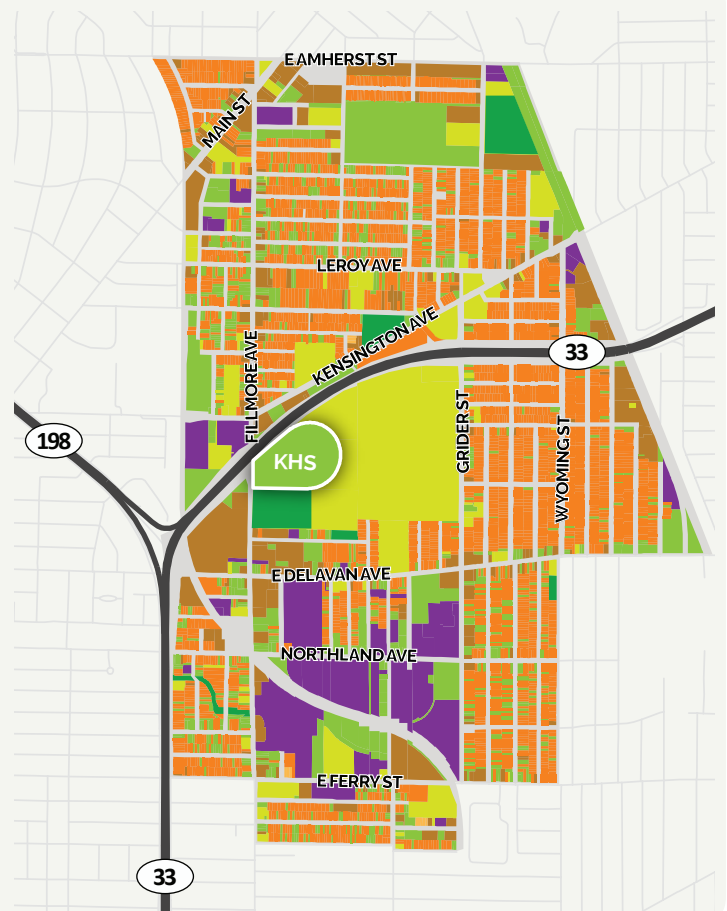 E AMHERST ST
MAIN ST
LEROY AVE
KENSINGTON AVE
33
FILLMORE AVE
198
GRIDER ST
WYOMING ST
KHS
E DELAVAN AVE
NORTHLAND AVE
E FERRY ST
33